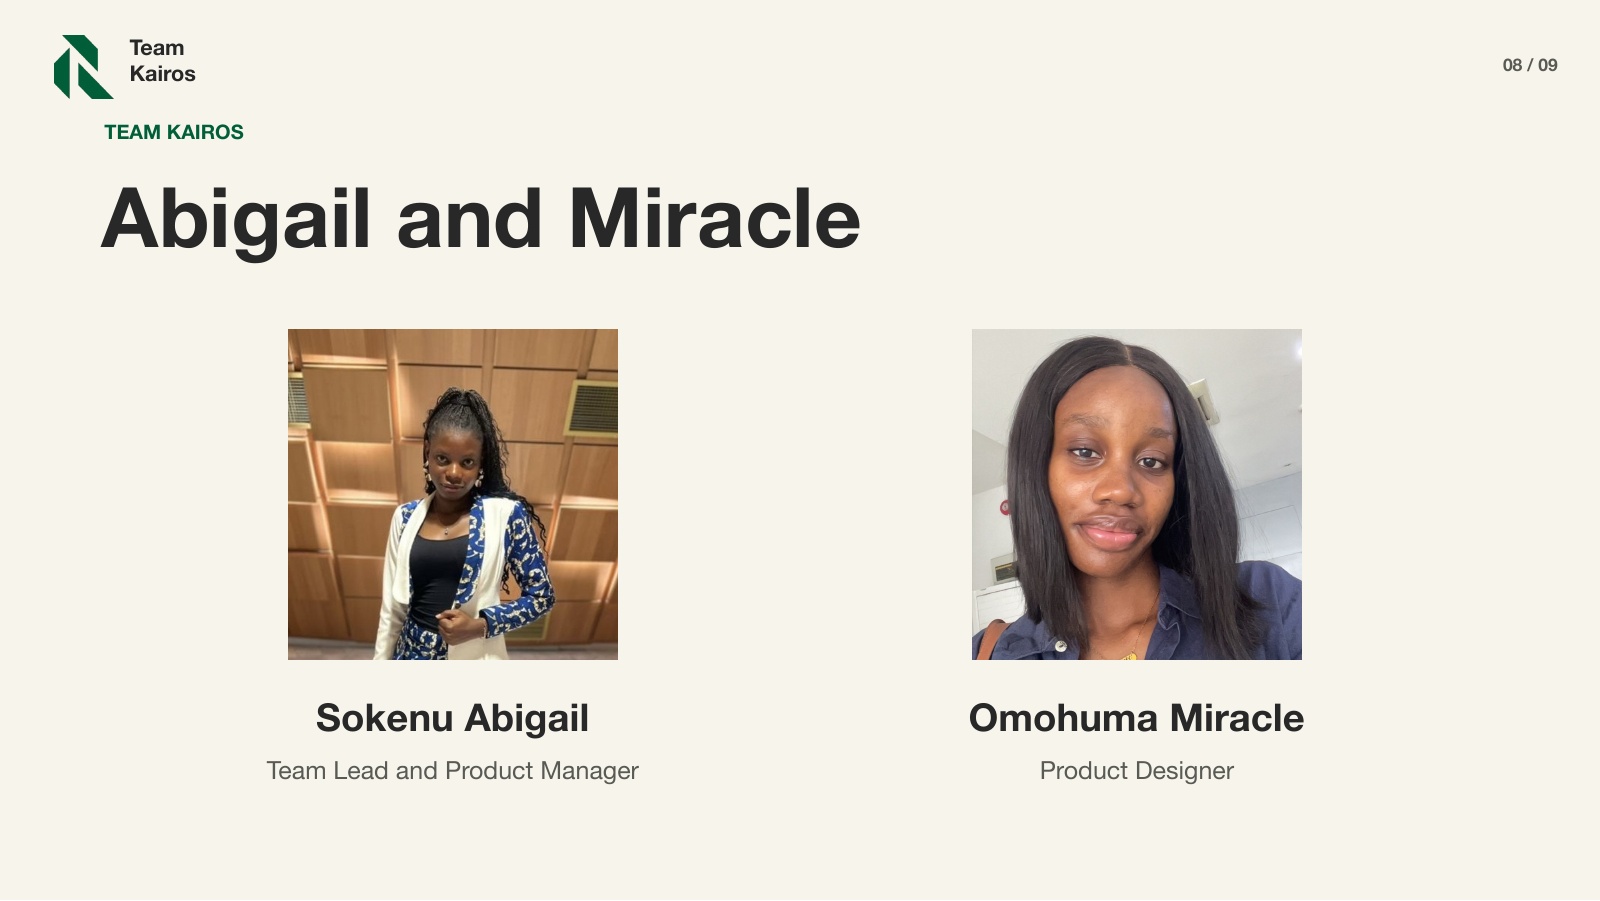 Team
Kairos
08 / 09
TEAM KAIROS
Abigail and Miracle
Sokenu Abigail
Omohuma Miracle
Team Lead and Product Manager
Product Designer